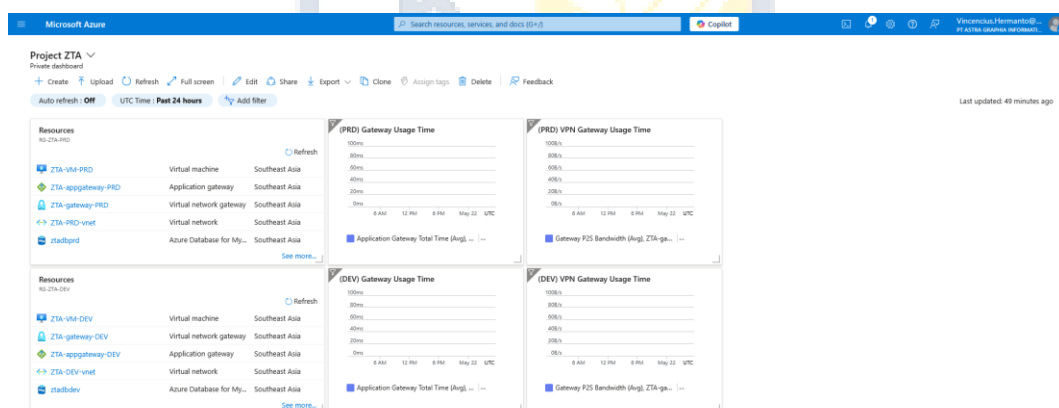 Microsoft Azure
Search resources, services, and docs (G+/)
Copilot
Vincencius.Hermanto@...
PT ASTRA GRAPHIA INFORMATI...
Project ZTA
Private dashboard
Create Upload Refresh Full screen Edit Share Export Clone Assign tags Delete Feedback
Auto refresh : Off UTC Time : Past 24 hours Add filter
Last updated: 49 minutes ago
Resources
RG-ZTA-PRD
Refresh
ZTA-VM-PRD Virtual machine Southeast Asia
ZTA-appgateway-PRD Application gateway Southeast Asia
ZTA-gateway-PRD Virtual network gateway Southeast Asia
ZTA-PRD-vnet Virtual network Southeast Asia
ztadbprd Azure Database for My... Southeast Asia
See more...
(PRD) Gateway Usage Time
100ms
80ms
60ms
40ms
20ms
0ms
6 AM 12 PM 6 PM May 22 UTC
Application Gateway Total Time (Avg), ...
(PRD) VPN Gateway Usage Time
100B/s
80B/s
60B/s
40B/s
20B/s
0B/s
6 AM 12 PM 6 PM May 22 UTC
Gateway P2S Bandwidth (Avg), ZTA-ga...
Resources
RG-ZTA-DEV
Refresh
ZTA-VM-DEV Virtual machine Southeast Asia
ZTA-gateway-DEV Virtual network gateway Southeast Asia
ZTA-appgateway-DEV Application gateway Southeast Asia
ZTA-DEV-vnet Virtual network Southeast Asia
ztadbdev Azure Database for My... Southeast Asia
See more...
(DEV) Gateway Usage Time
100ms
80ms
60ms
40ms
20ms
0ms
6 AM 12 PM 6 PM May 22 UTC
Application Gateway Total Time (Avg), ...
(DEV) VPN Gateway Usage Time
100B/s
80B/s
60B/s
40B/s
20B/s
0B/s
6 AM 12 PM 6 PM May 22 UTC
Gateway P2S Bandwidth (Avg), ZTA-ga...